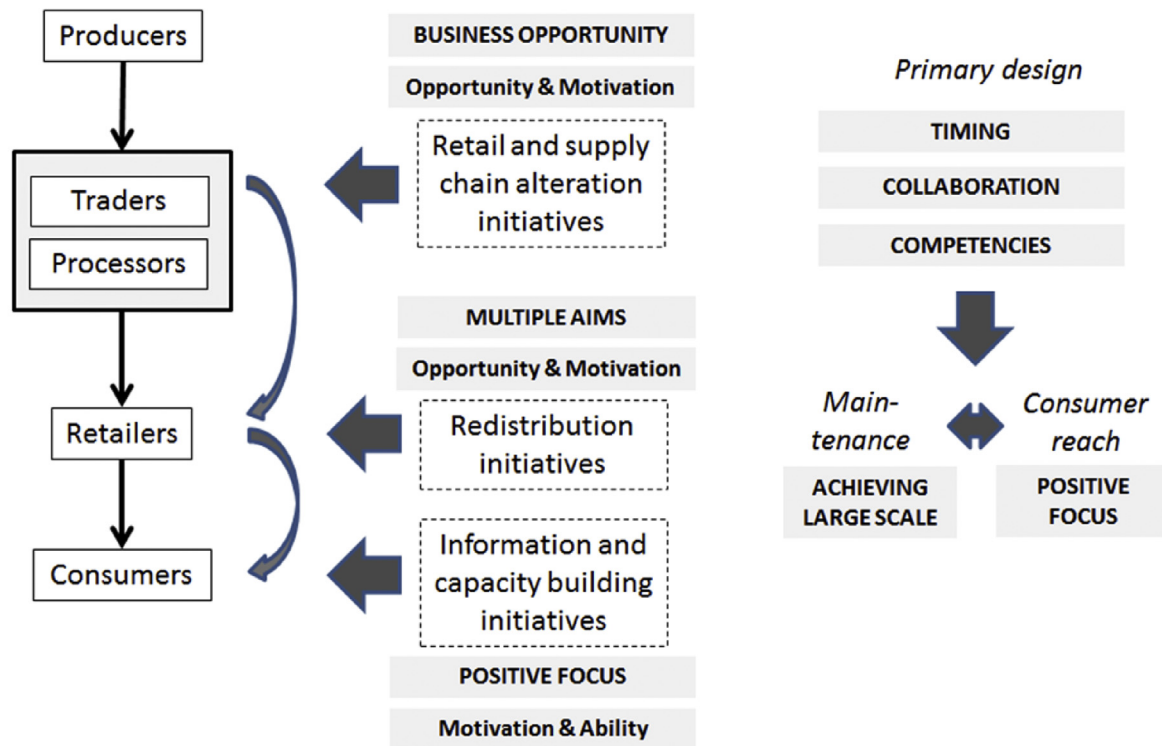 Producers
Traders
Processors
Retailers
Consumers
BUSINESS OPPORTUNITY
Opportunity & Motivation
Retail and supply
chain alteration
initiatives
MULTIPLE AIMS
Opportunity & Motivation
Redistribution
initiatives
Information and
capacity building
initiatives
POSITIVE FOCUS
Motivation & Ability
Primary design
TIMING
COLLABORATION
COMPETENCIES
Main-
tenance
ACHIEVING
LARGE SCALE
Consumer
reach
POSITIVE
FOCUS